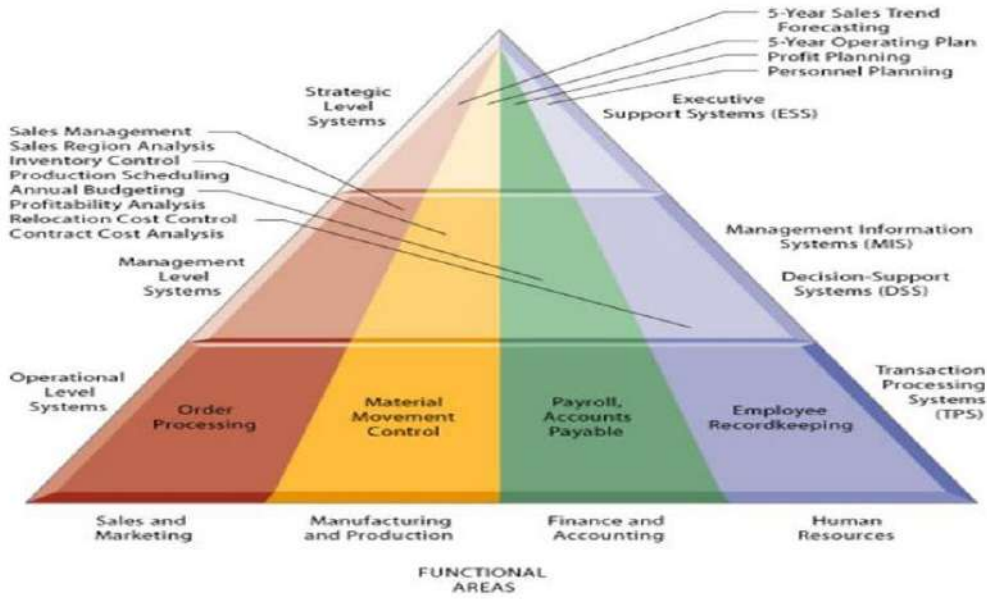 5-Year Sales Trend
Forecasting
5-Year Operating Plan
Profit Planning
Personnel Planning
Strategic
Level
Systems
Executive
Support Systems (ESS)
Sales Management
Sales Region Analysis
Inventory Control
Production Scheduling
Annual Budgeting
Profitability Analysis
Relocation Cost Control
Contract Cost Analysis
Management
Level
Systems
Management Information
Systems (MIS)
Decision-Support
Systems (DSS)
Operational
Level
Systems
Order
Processing
Material
Movement
Control
Payroll,
Accounts
Payable
Employee
Recordkeeping
Transaction
Processing
Systems
(TPS)
Sales and
Marketing
Manufacturing
and Production
Finance and
Accounting
Human
Resources
FUNCTIONAL
AREAS